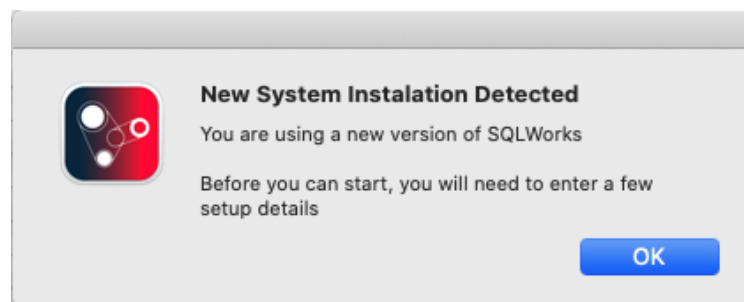 New System Instalation Detected
You are using a new version of SQLWorks
Before you can start, you will need to enter a few
setup details
OK